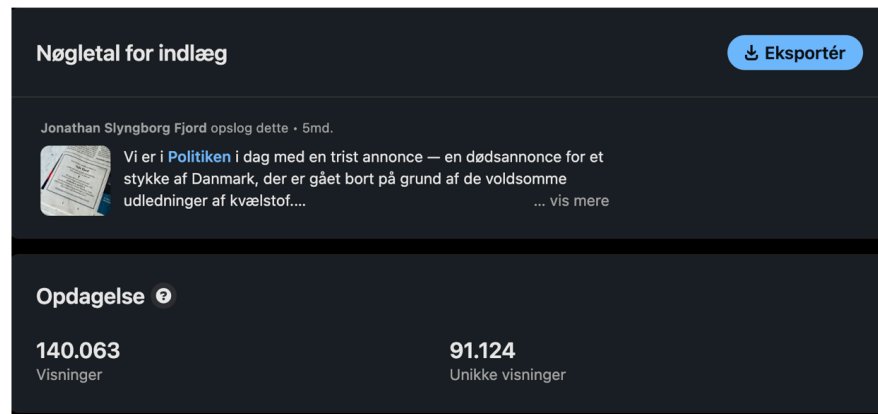 Nøgletal for indlæg
Eksportér
Jonathan Slyngborg Fjord opslog dette • 5md.
Vi er i Politiken i dag med en trist annonce — en dødsannonce for et
stykke af Danmark, der er gået bort på grund af de voldsomme
udledninger af kvælstof.... ... vis mere
Opdagelse ?
140.063 91.124
Visninger Unikke visninger